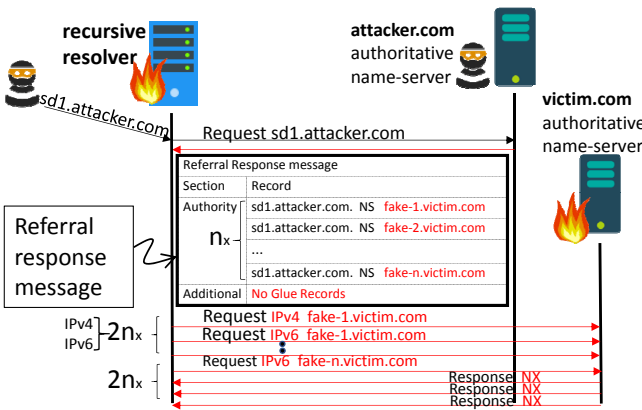 recursive
resolver
attacker.com
authoritative
name-server
victim.com
authoritative
name-server
sd1.attacker.com
Request sd1.attacker.com
Referral Response message
Section Record
Authority sd1.attacker.com. NS fake-1.victim.com
sd1.attacker.com. NS fake-2.victim.com
nₓ
...
sd1.attacker.com. NS fake-n.victim.com
Additional No Glue Records
Referral
response
message
Request IPv4 fake-1.victim.com
IPv4
IPv6
2nₓ
Request IPv6 fake-1.victim.com
Request IPv6 fake-n.victim.com
2nₓ
Response NX
Response NX
Response NX